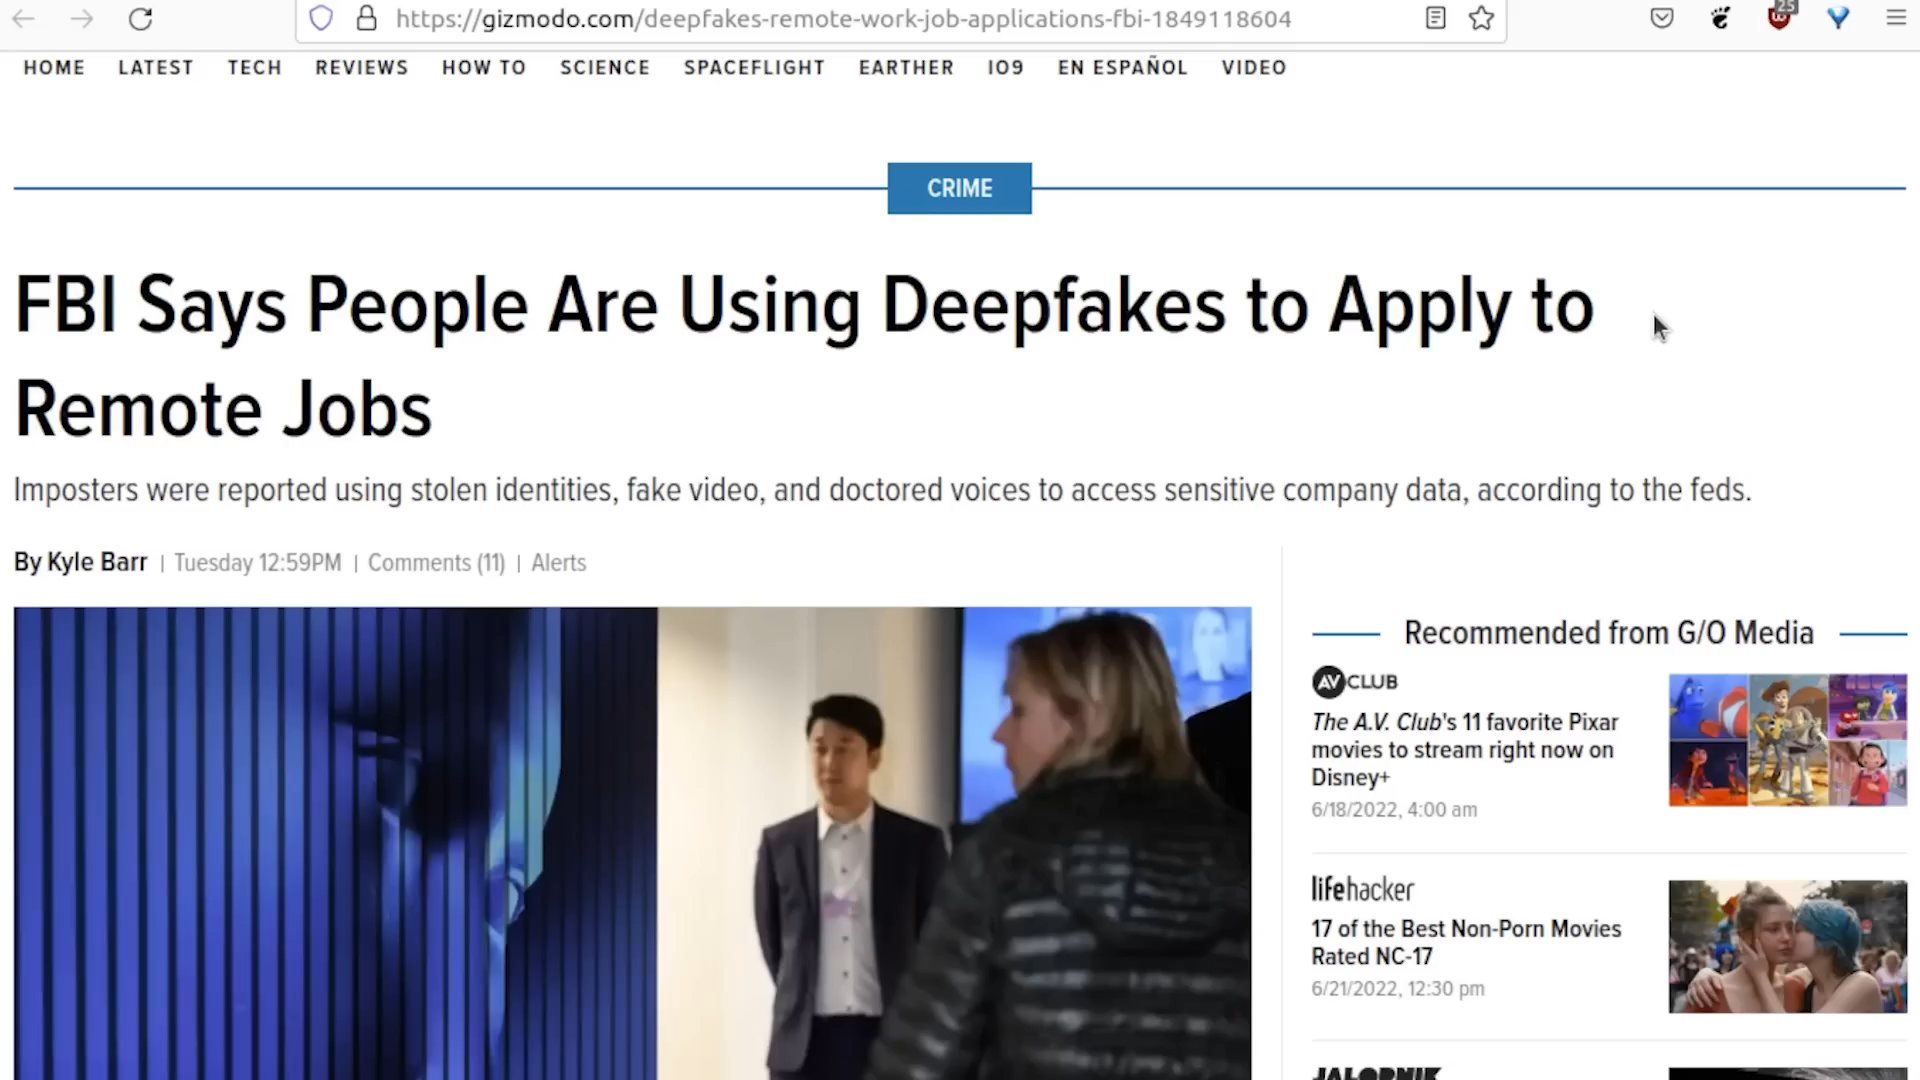 https://gizmodo.com/deepfakes-remote-work-job-applications-fbi-1849118604
25
HOME LATEST TECH REVIEWS HOW TO SCIENCE SPACEFLIGHT EARTHER IO9 EN ESPAÑOL VIDEO
CRIME
FBI Says People Are Using Deepfakes to Apply to
Remote Jobs
Imposters were reported using stolen identities, fake video, and doctored voices to access sensitive company data, according to the feds.
By Kyle Barr | Tuesday 12:59PM | Comments (11) | Alerts
Recommended from G/O Media
AV CLUB
The A.V. Club's 11 favorite Pixar
movies to stream right now on
Disney+
6/18/2022, 4:00 am
lifehacker
17 of the Best Non-Porn Movies
Rated NC-17
6/21/2022, 12:30 pm
JALOPNIK